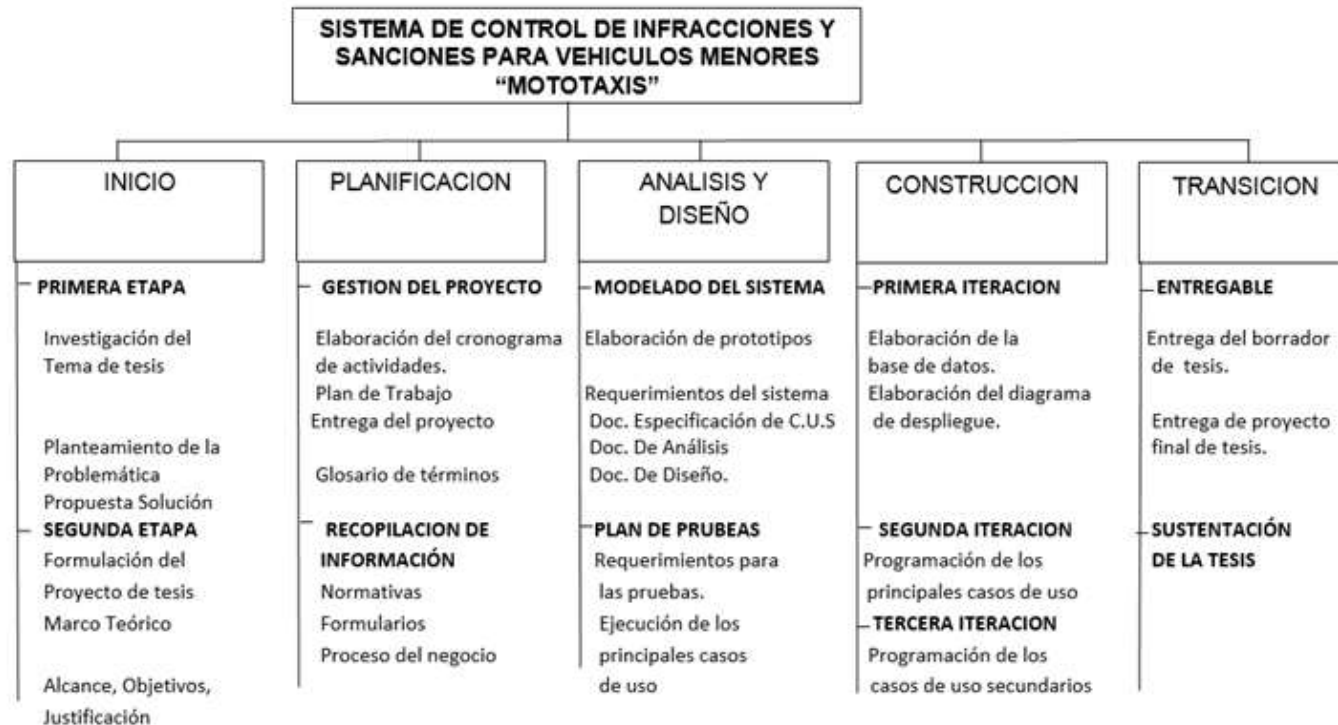 SISTEMA DE CONTROL DE INFRACCIONES Y
SANCIONES PARA VEHICULOS MENORES
“MOTOTAXIS”
INICIO
PRIMERA ETAPA
Investigación del
Tema de tesis
Planteamiento de la
Problemática
Propuesta Solución
SEGUNDA ETAPA
Formulación del
Proyecto de tesis
Marco Teórico
Alcance, Objetivos,
Justificación
PLANIFICACION
GESTION DEL PROYECTO
Elaboración del cronograma
de actividades.
Plan de Trabajo
Entrega del proyecto
Glosario de términos
RECOPILACION DE
INFORMACIÓN
Normativas
Formularios
Proceso del negocio
ANALISIS Y
DISEÑO
MODELADO DEL SISTEMA
Elaboración de prototipos
Requerimientos del sistema
Doc. Especificación de C.U.S
Doc. De Análisis
Doc. De Diseño.
PLAN DE PRUBEAS
Requerimientos para
las pruebas.
Ejecución de los
principales casos
de uso
CONSTRUCCION
PRIMERA ITERACION
Elaboración de la
base de datos.
Elaboración del diagrama
de despliegue.
SEGUNDA ITERACION
Programación de los
principales casos de uso
TERCERA ITERACION
Programación de los
casos de uso secundarios
TRANSICION
ENTREGABLE
Entrega del borrador
de tesis.
Entrega de proyecto
final de tesis.
SUSTENTACIÓN
DE LA TESIS